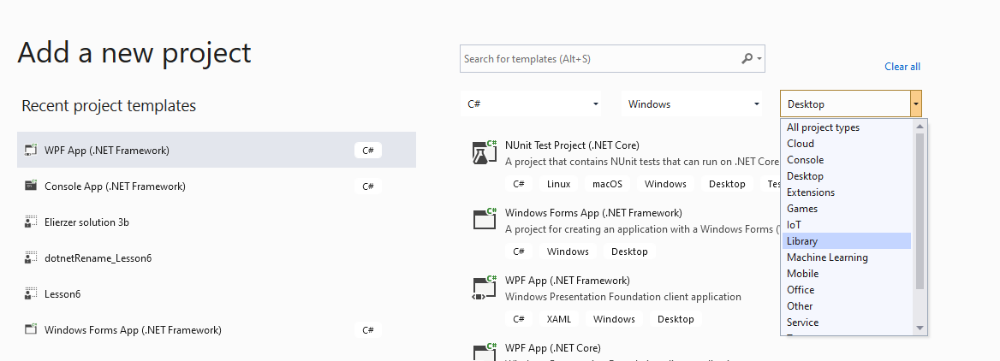 Add a new project
Recent project templates
WPF App (.NET Framework)
C#
Console App (.NET Framework)
C#
Elierzer solution 3b
dotnetRename_Lesson6
Lesson6
Windows Forms App (.NET Framework)
C#
Search for templates (Alt+S)
Clear all
C#
Windows
Desktop
NUnit Test Project (.NET Core)
A project that contains NUnit tests that can run on .NET Core
C# Linux macOS Windows Desktop
Windows Forms App (.NET Framework)
A project for creating an application with a Windows Forms (
C# Windows Desktop
WPF App (.NET Framework)
Windows Presentation Foundation client application
C# XAML Windows Desktop
WPF App (.NET Core)
All project types
Cloud
Console
Desktop
Extensions
Games
IoT
Library
Machine Learning
Mobile
Office
Other
Service